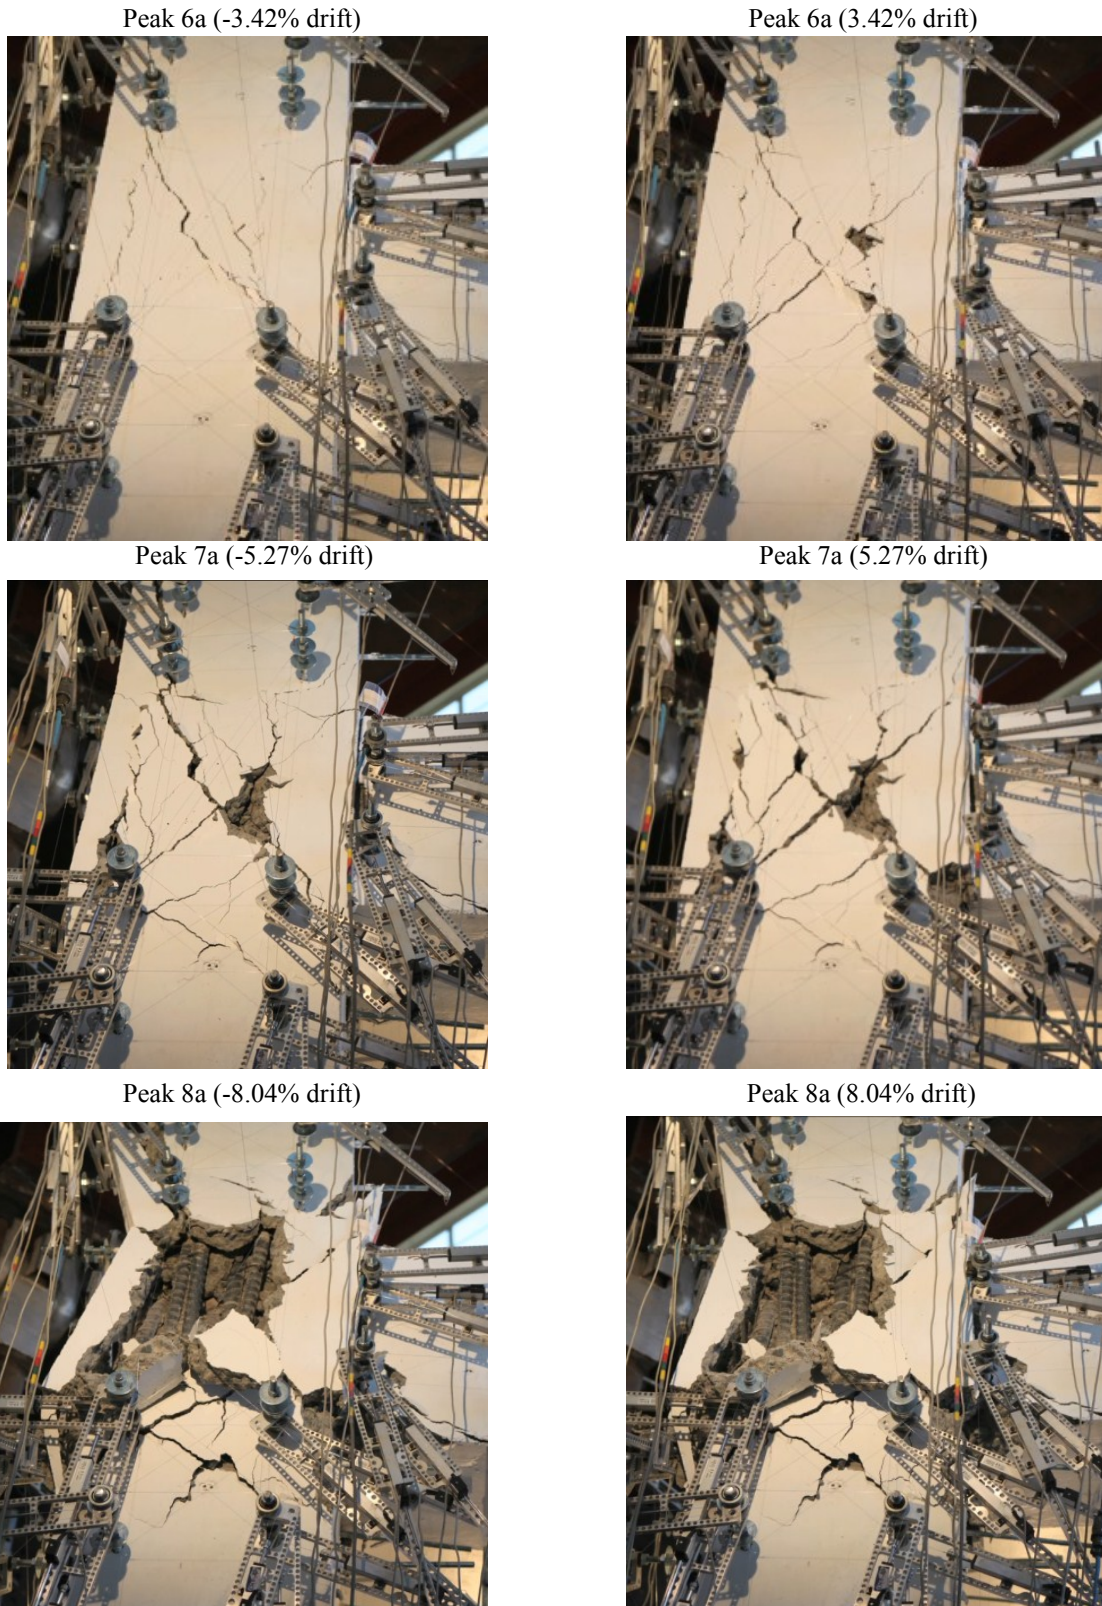 Peak 6a (-3.42% drift)
Peak 6a (3.42% drift)
Peak 7a (-5.27% drift)
Peak 7a (5.27% drift)
Peak 8a (-8.04% drift)
Peak 8a (8.04% drift)